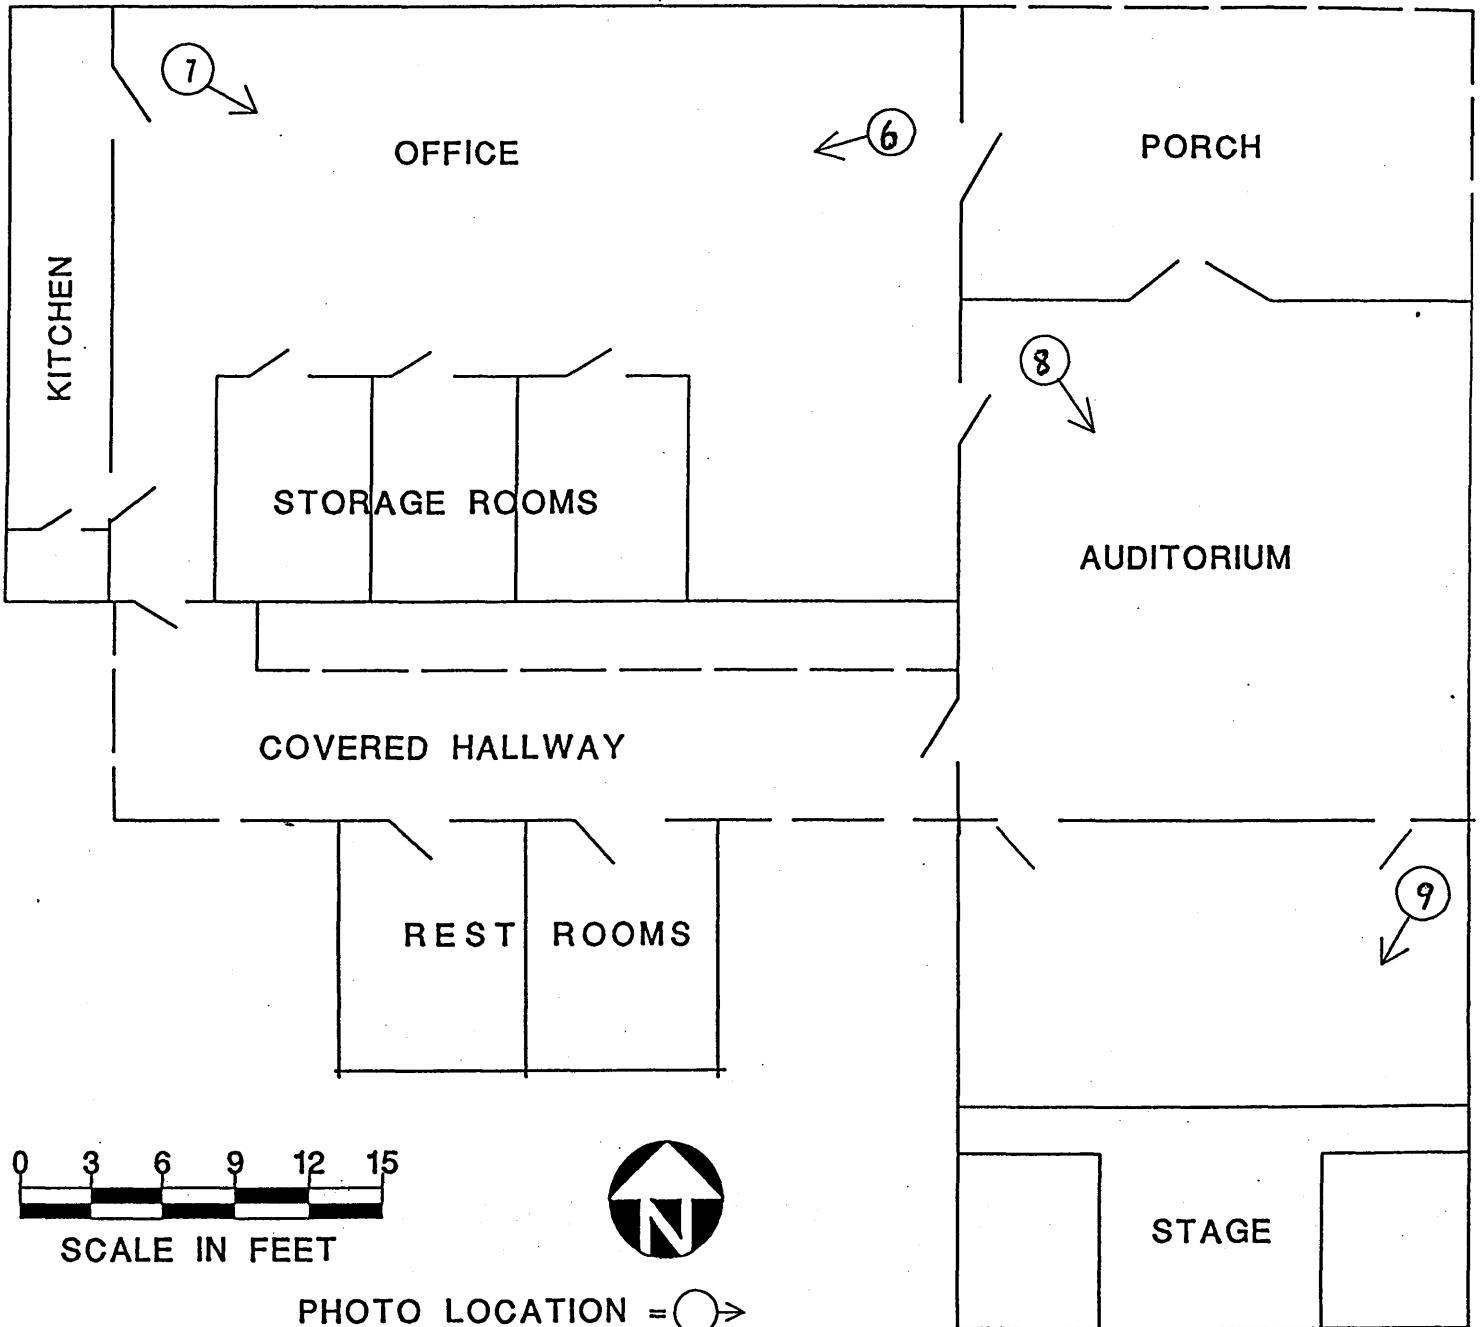 7
6
OFFICE
PORCH
KITCHEN
8
STORAGE ROOMS
AUDITORIUM
COVERED HALLWAY
9
REST ROOMS
0 3 6 9 12 15
SCALE IN FEET
N
STAGE
PHOTO LOCATION =